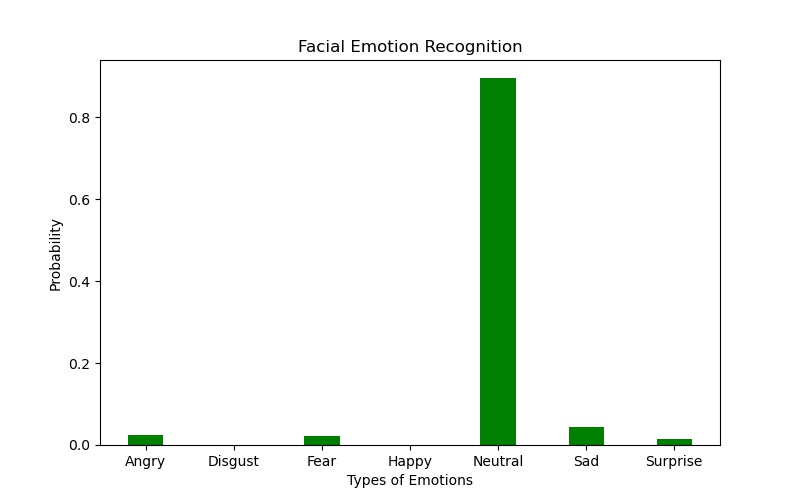 Facial Emotion Recognition
Probability
0.8
0.6
0.4
0.2
0.0
Angry Disgust Fear Happy Neutral Sad Surprise
Types of Emotions